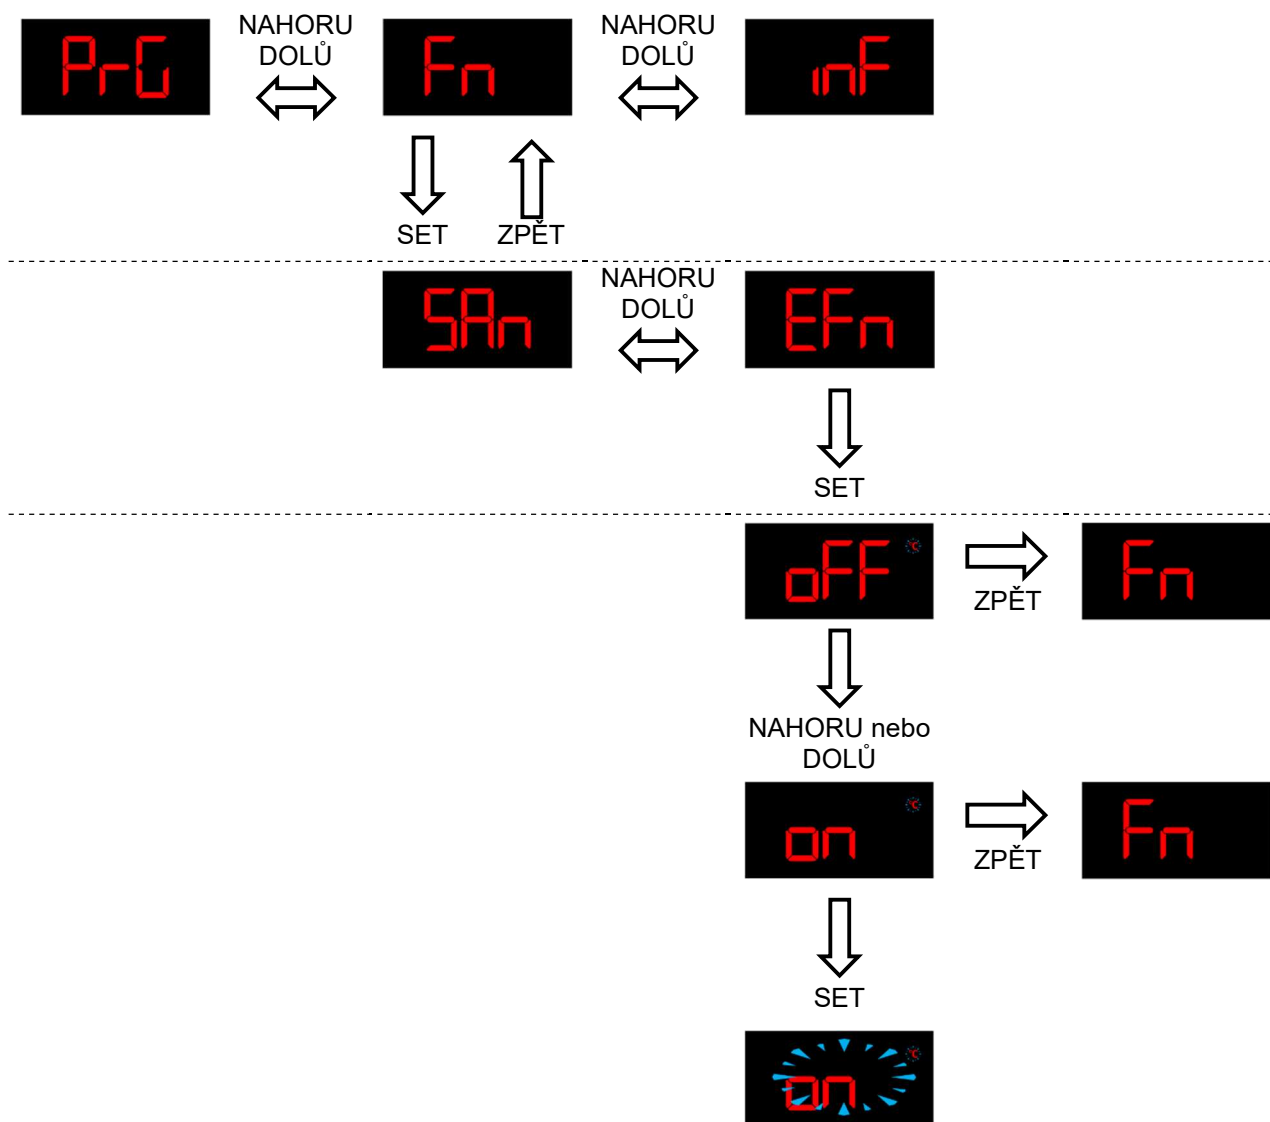 PrG
NAHORU
DOLŮ
Fn
NAHORU
DOLŮ
inF
SET
ZPĚT
SAn
NAHORU
DOLŮ
EFn
SET
oFF °C
ZPĚT
Fn
NAHORU nebo
DOLŮ
on °C
ZPĚT
Fn
SET
on °C